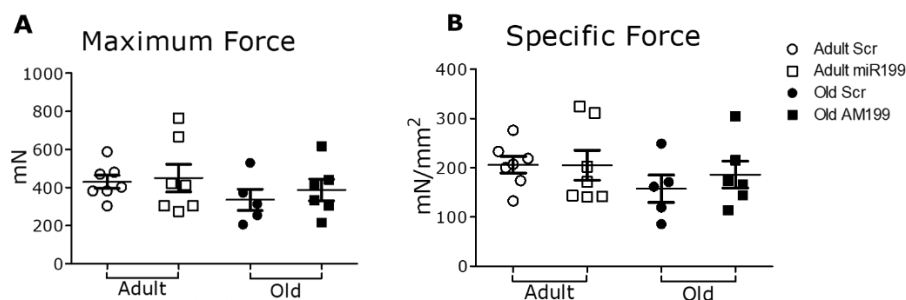 A
Maximum Force
mN
1000
800
600
400
200
0
Adult
Old
B
Specific Force
mN/mm²
400
300
200
100
0
Adult
Old
Adult Scr
Adult miR199
Old Scr
Old AM199